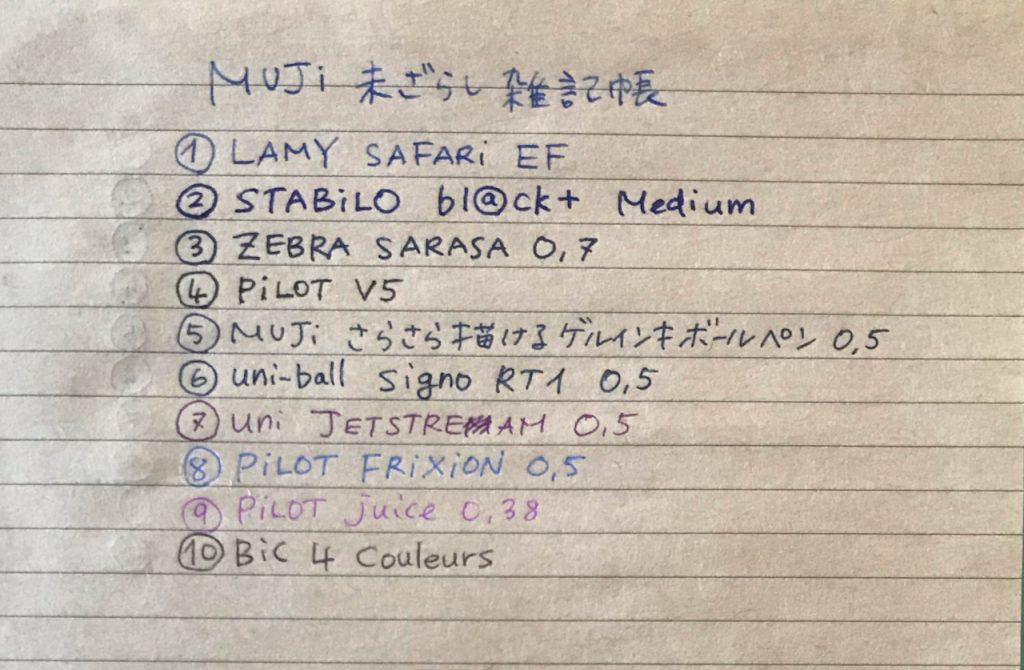 MUJi 未ざらし 雑記帳
① LAMY SAFARi EF
② STABiLO bl@ck+ Medium
③ ZEBRA SARASA 0,7
④ PiLOT V5
⑤ MUJi さらさら描けるゲルインキボールペン 0,5
⑥ uni-ball signo RT1 0,5
⑦ uni JETSTREAM 0,5
⑧ PiLOT FRiXiON 0,5
⑨ PiLOT juice 0,38
⑩ BiC 4 Couleurs